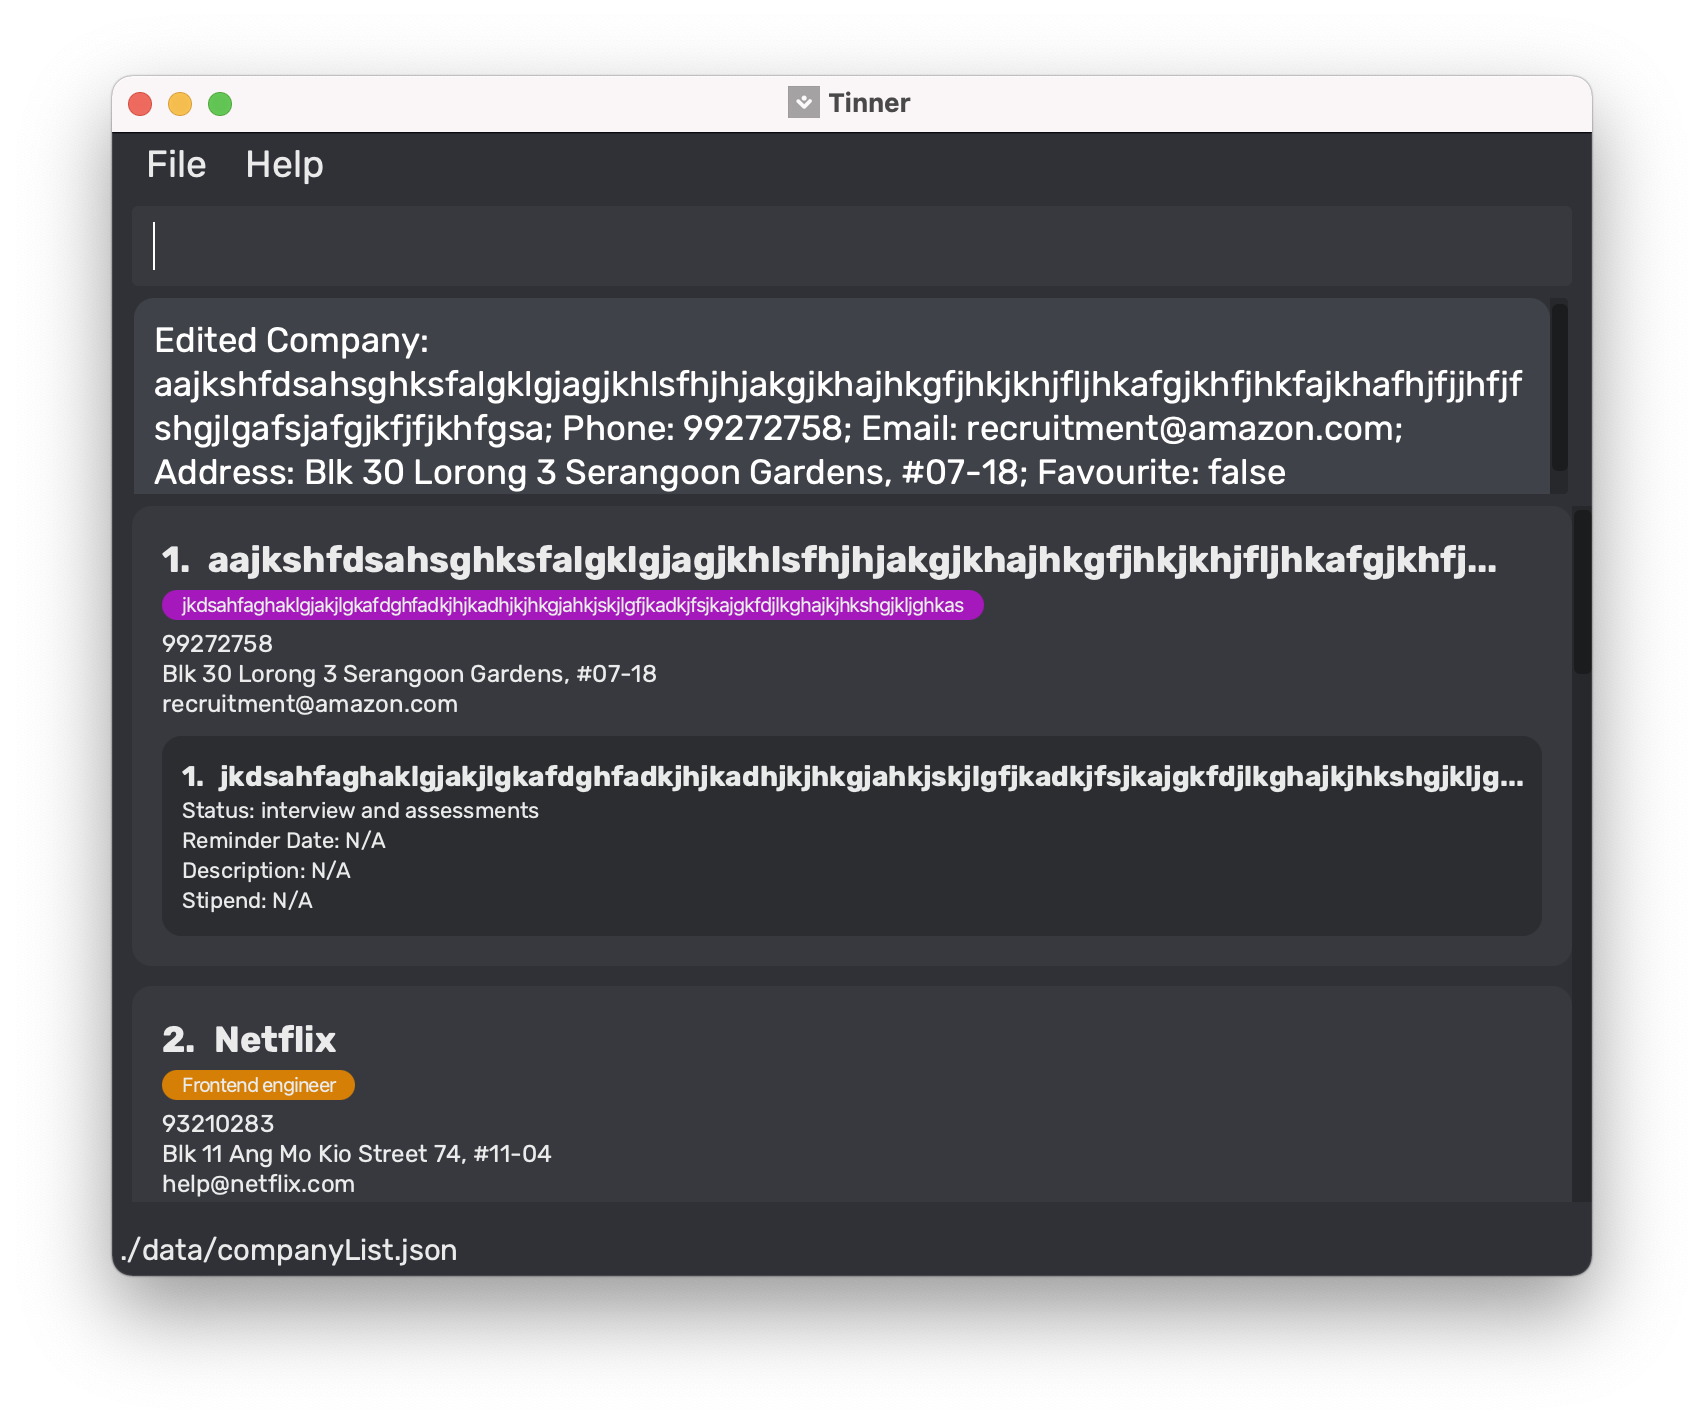 Tinner
File Help
Edited Company:
aajkshfdsahsghksfalgklgjagjkhlsfhjhjakgjkhajhkgfjhkjkhjfljhkafgjkhfjhkfajkhafhjfjjhfjf
shgjlgafsjafgjkfjfjkhfgsa; Phone: 99272758; Email: recruitment@amazon.com;
Address: Blk 30 Lorong 3 Serangoon Gardens, #07-18; Favourite: false
1. aajkshfdsahsghksfalgklgjagjkhlsfhjhjakgjkhajhkgfjhkjkhjfljhkafgjkhfj...
jkdsahfaghaklgjakjlgkafdghfadkjhjkadhjkjhkgjahkjskjlgfjkadkjfsjkajgkfdjlkghajkjhkshgjkljghkas
99272758
Blk 30 Lorong 3 Serangoon Gardens, #07-18
recruitment@amazon.com
1. jkdsahfaghaklgjakjlgkafdghfadkjhjkadhjkjhkgjahkjskjlgfjkadkjfsjkajgkfdjlkghajkjhkshgjkljg...
Status: interview and assessments
Reminder Date: N/A
Description: N/A
Stipend: N/A
2. Netflix
Frontend engineer
93210283
Blk 11 Ang Mo Kio Street 74, #11-04
help@netflix.com
./data/companyList.json